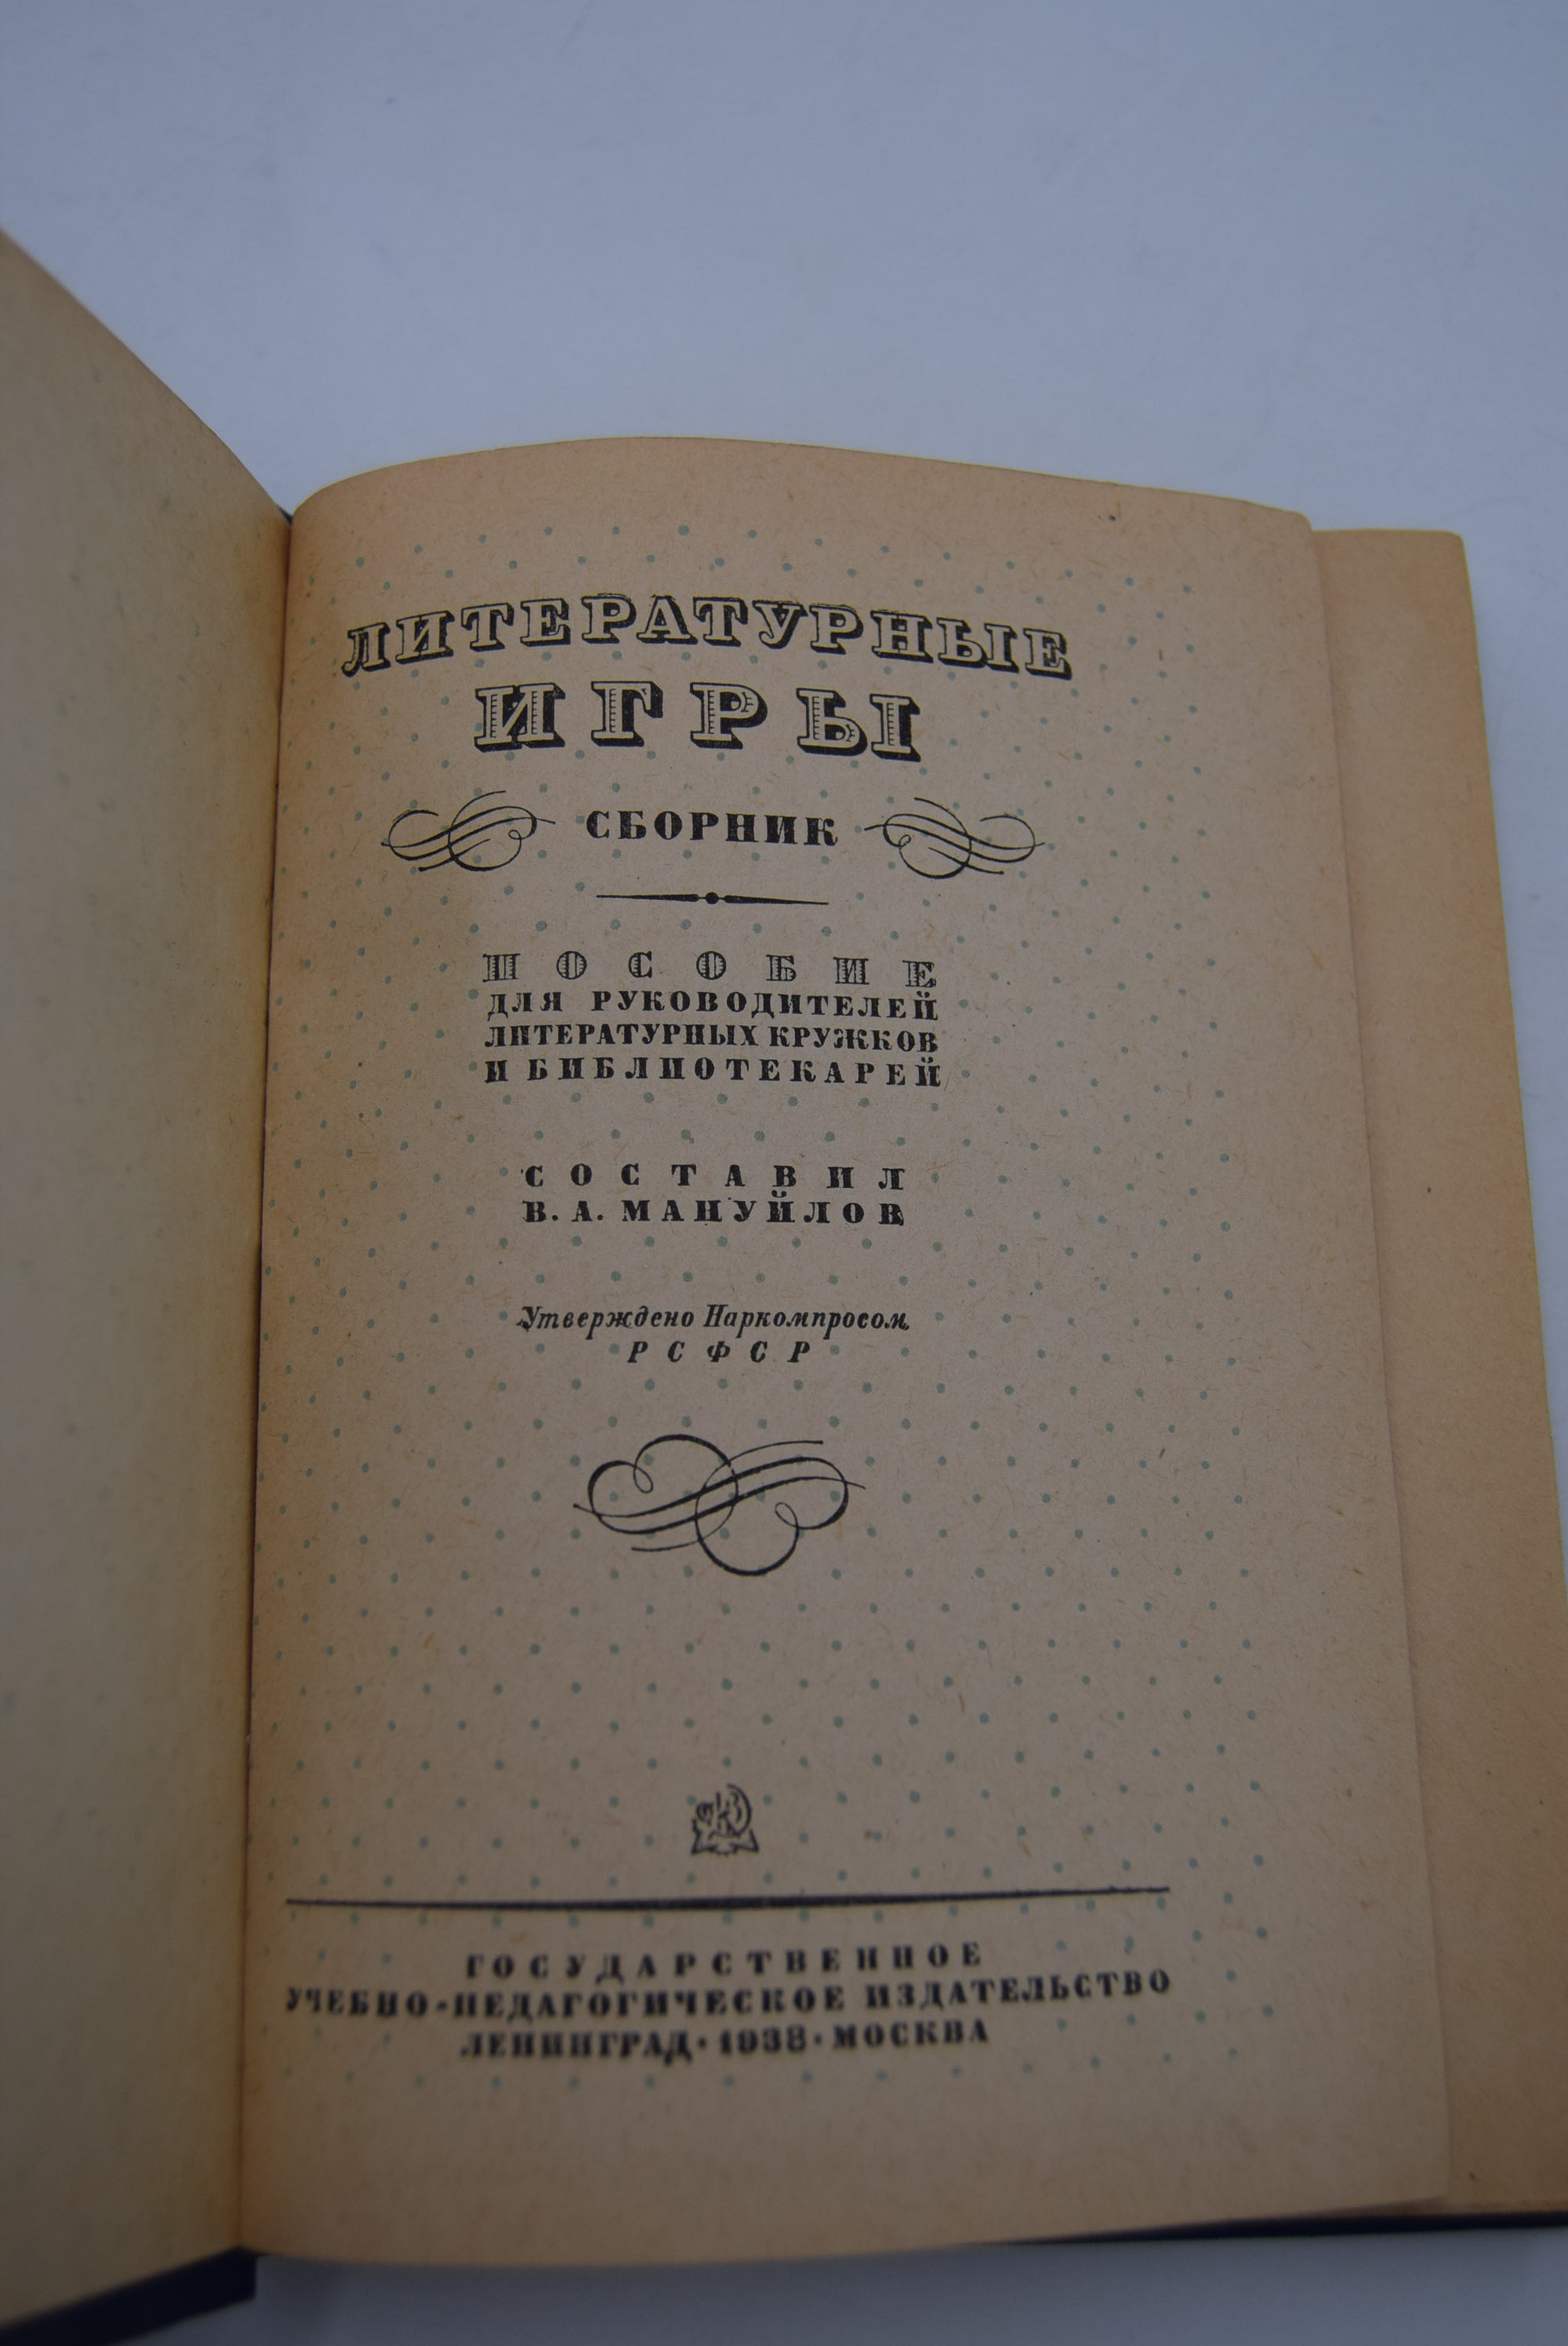 ЛИТЕРАТУРНЫЕ
ИГРЫ
СБОРНИК
ПОСОБИЕ
ДЛЯ РУКОВОДИТЕЛЕЙ
ЛИТЕРАТУРНЫХ КРУЖКОВ
И БИБЛИОТЕКАРЕЙ
СОСТАВИЛ
В. А. МАНУЙЛОВ
Утверждено Наркомпросом
РСФСР
ГОСУДАРСТВЕННОЕ
УЧЕБНО-ПЕДАГОГИЧЕСКОЕ ИЗДАТЕЛЬСТВО
ЛЕНИНГРАД · 1938 · МОСКВА